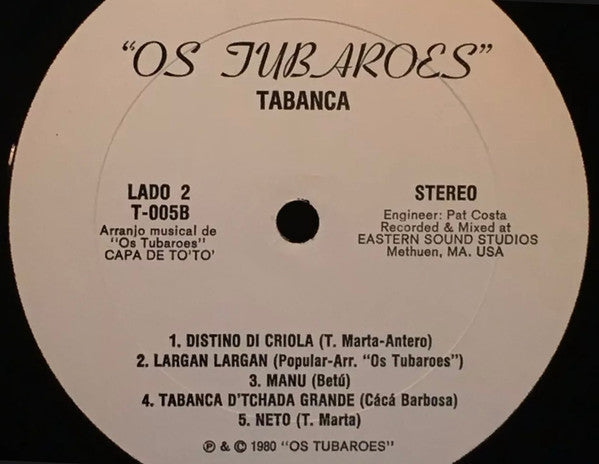 "OS TUBAROES"
TABANCA
LADO 2
T-005B
Arranjo musical de
"Os Tubaroes"
CAPA DE TO'TO'
STEREO
Engineer: Pat Costa
Recorded & Mixed at
EASTERN SOUND STUDIOS
Methuen, MA. USA
1. DISTINO DI CRIOLA (T. Marta-Antero)
2. LARGAN LARGAN (Popular-Arr. "Os Tubaroes")
3. MANU (Betú)
4. TABANCA D'TCHADA GRANDE (Cácá Barbosa)
5. NETO (T. Marta)
℗ & © 1980 "OS TUBAROES"